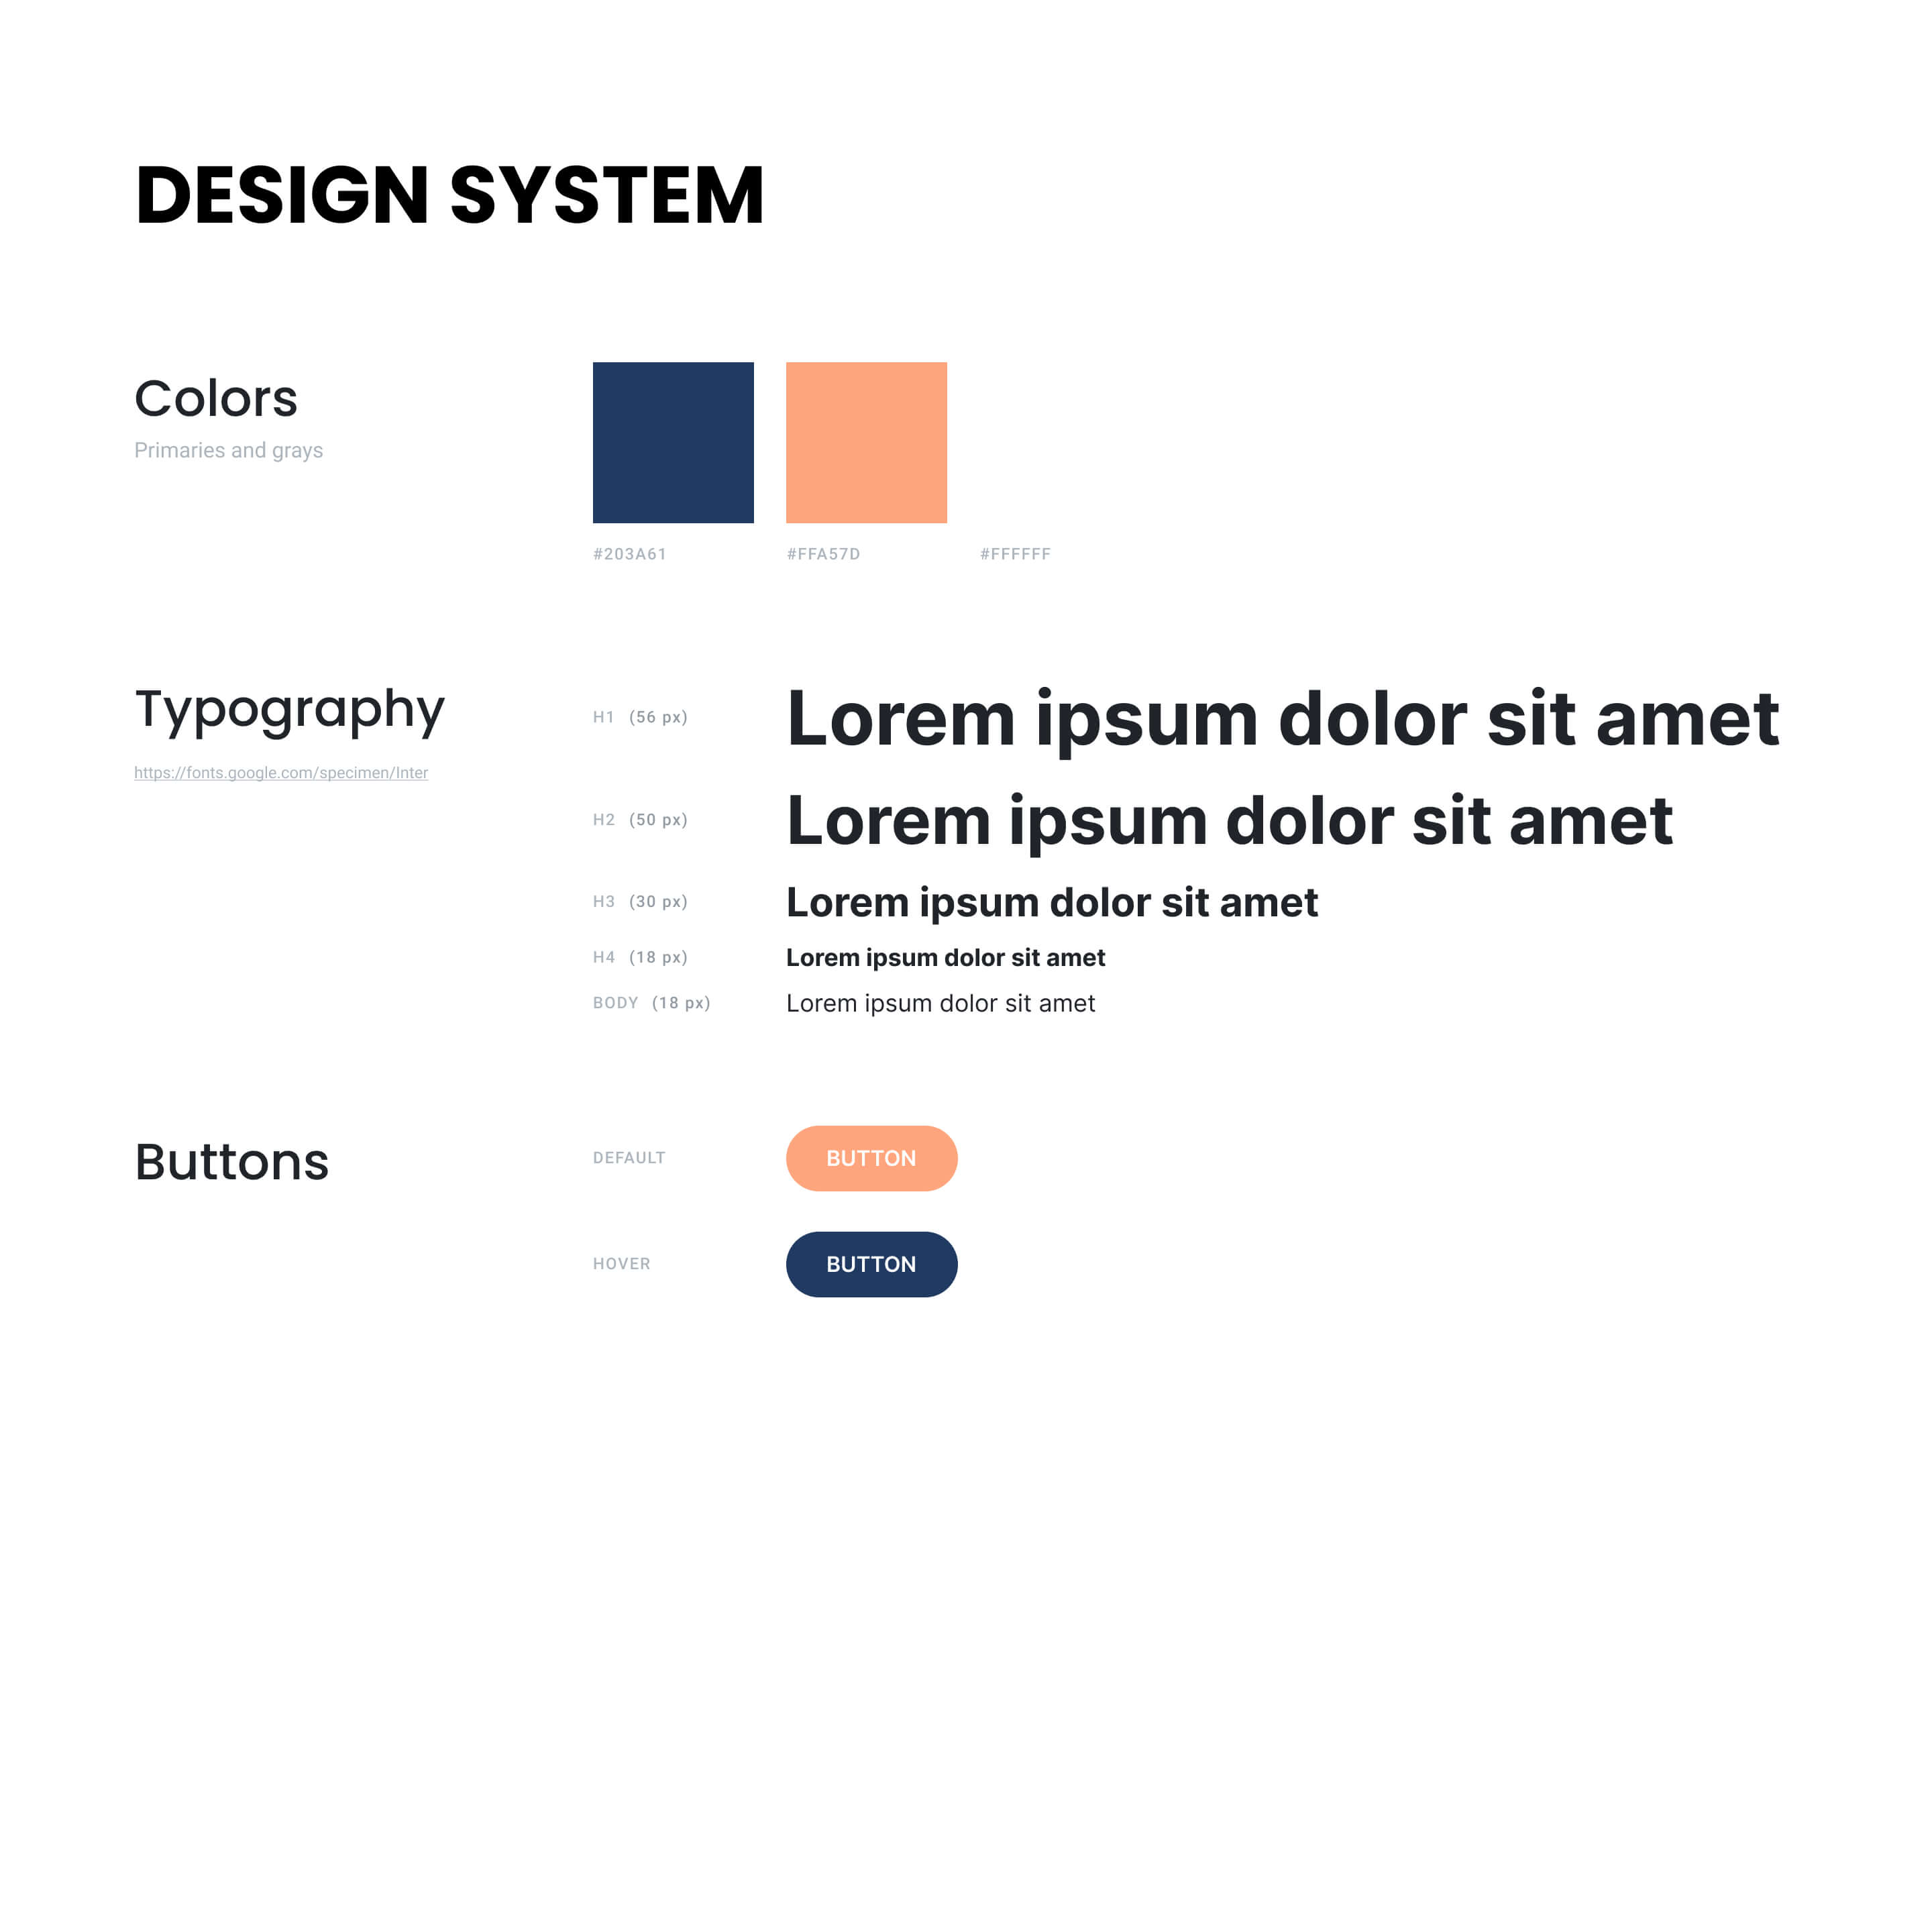 DESIGN SYSTEM
Colors
Primaries and grays
#203A61
#FFA57D
#FFFFFF
Typography
https://fonts.google.com/specimen/Inter
H1 (56 px)
Lorem ipsum dolor sit amet
H2 (50 px)
Lorem ipsum dolor sit amet
H3 (30 px)
Lorem ipsum dolor sit amet
H4 (18 px)
Lorem ipsum dolor sit amet
BODY (18 px)
Lorem ipsum dolor sit amet
Buttons
DEFAULT
BUTTON
HOVER
BUTTON